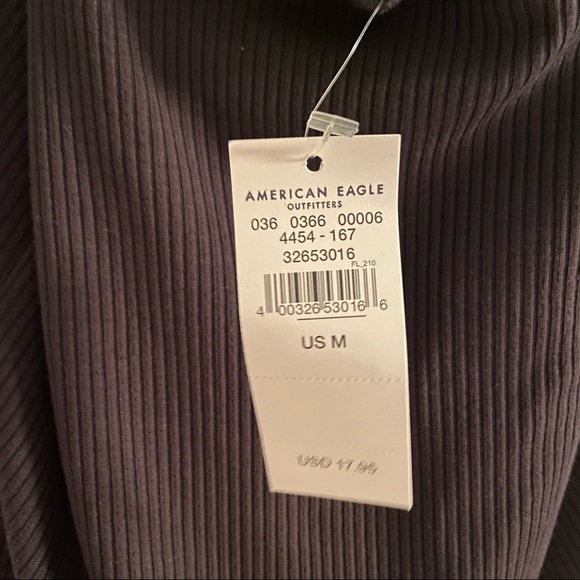 AMERICAN EAGLE
OUTFITTERS
036 0366 00006
4454 - 167
32653016
FL_210
4 00326 53016 6
US M
USD 17.95